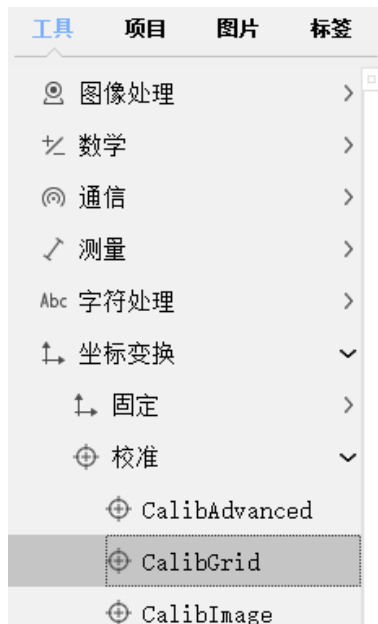 工具 项目 图片 标签
图像处理
数学
通信
测量
Abc 字符处理
坐标变换
固定
校准
CalibAdvanced
CalibGrid
CalibImage